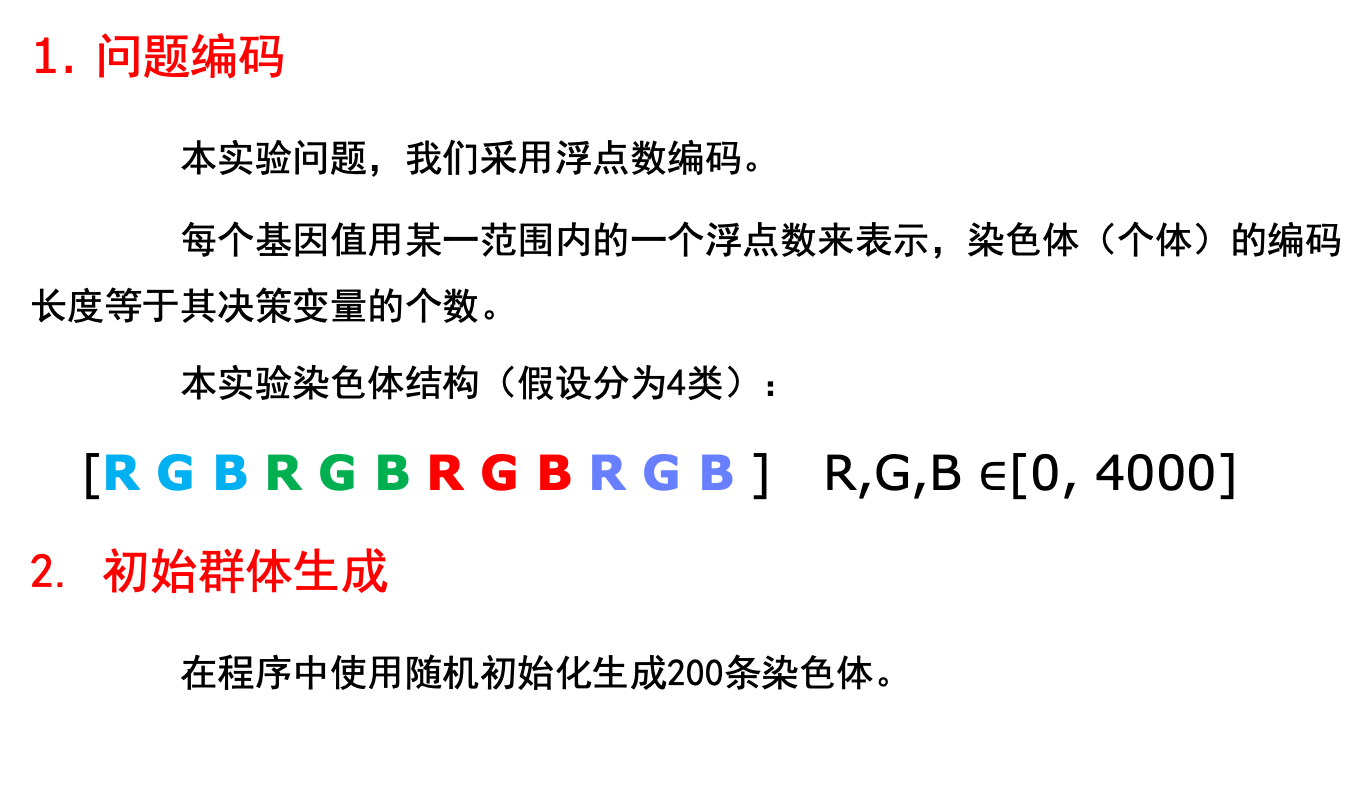 1. 问题编码
本实验问题，我们采用浮点数编码。
每个基因值用某一范围内的一个浮点数来表示，染色体（个体）的编码
长度等于其决策变量的个数。
本实验染色体结构（假设分为4类）：
[R G B R G B R G B R G B ] R,G,B ∈[0, 4000]
2. 初始群体生成
在程序中使用随机初始化生成200条染色体。